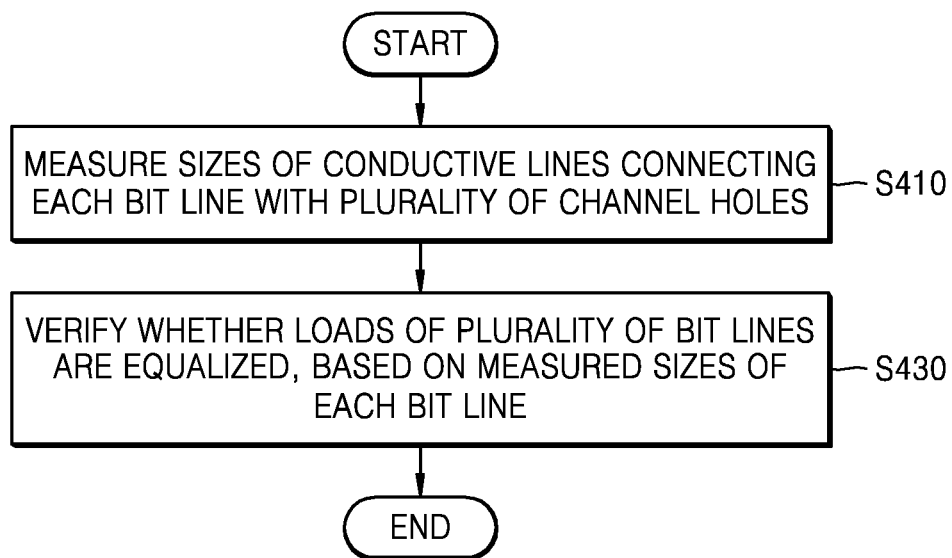 START
MEASURE SIZES OF CONDUCTIVE LINES CONNECTING
EACH BIT LINE WITH PLURALITY OF CHANNEL HOLES
S410
VERIFY WHETHER LOADS OF PLURALITY OF BIT LINES
ARE EQUALIZED, BASED ON MEASURED SIZES OF
EACH BIT LINE
S430
END